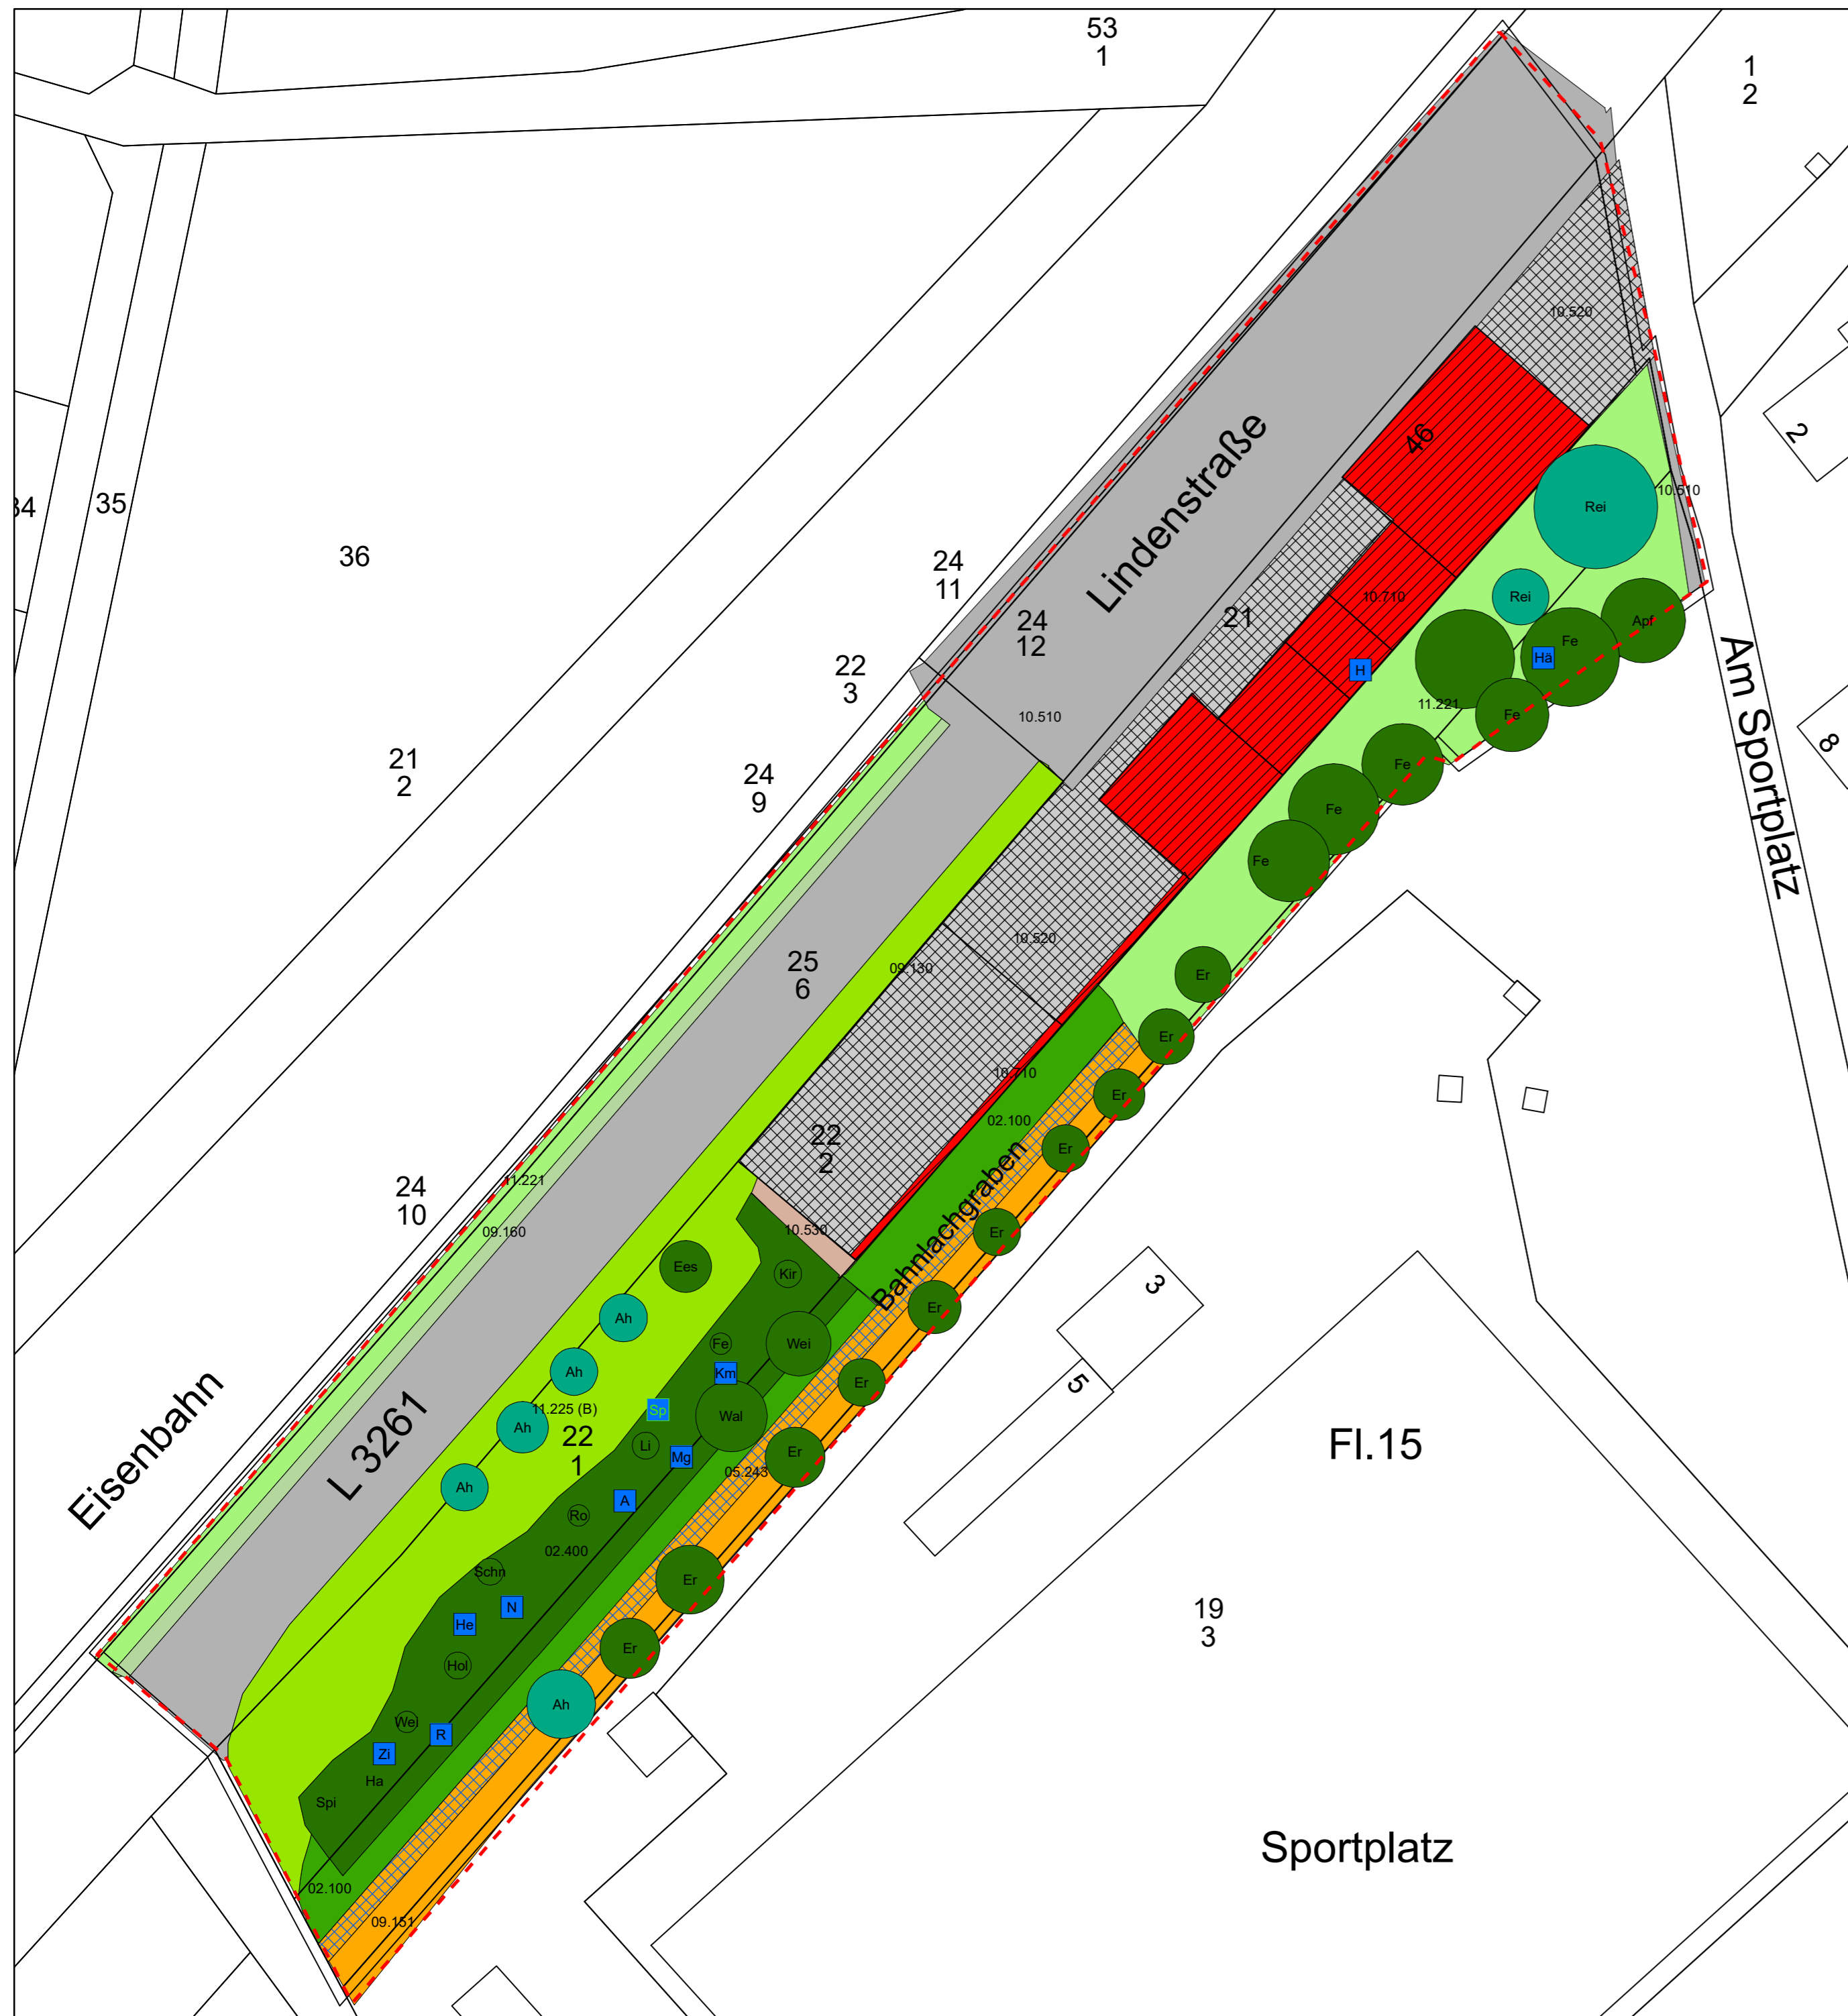 53
1
1
2
10.520
46
2
Lindenstraße
10.510
34
35
Rei
36
24
11
10.710
Rei
21
24
12
Apf
Fe
Hä
22
3
H
Am Sportplatz
11.221
10.510
Fe
8
21
2
24
9
Fe
Fe
Fe
10.520
25
6
09.130
Er
Er
10.710
Er
02.100
22
2
Er
11.221
24
10
09.160
10.530
Bahnlachgraben
Er
Ees
Kir
3
Er
Ah
Fe
Wei
Ah
Km
Er
5
11.225 (B)
Sp
Wal
Ah
22
1
Li
Er
Fl.15
Eisenbahn
L 3261
Mg
05.243
Ah
A
Ro
02.400
Schn
Er
N
He
19
3
Er
Hol
Ah
Wei
R
Zi
Ha
Spi
Sportplatz
02.100
09.151